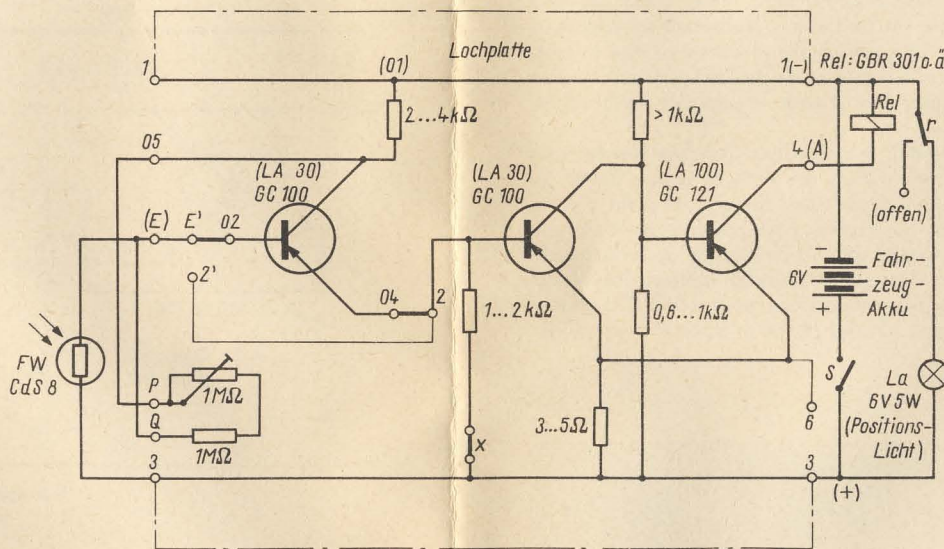 Lochplatte
1
(01)
1(-)
Rel: GBR 301 o.ä
2...4kΩ
> 1kΩ
Rel
r
05
4(A)
(LA 30)
GC 100
(LA 30)
GC 100
(LA 100)
GC 121
(offen)
(E)
E'
02
2'
-
6V
+
Fahr-
zeug-
Akku
04
2
1...2kΩ
0,6...1kΩ
FW
CdS 8
P
1MΩ
Q
1MΩ
S
La
6V 5W
(Positions-
Licht)
x
3...5Ω
6
3
3
(+)